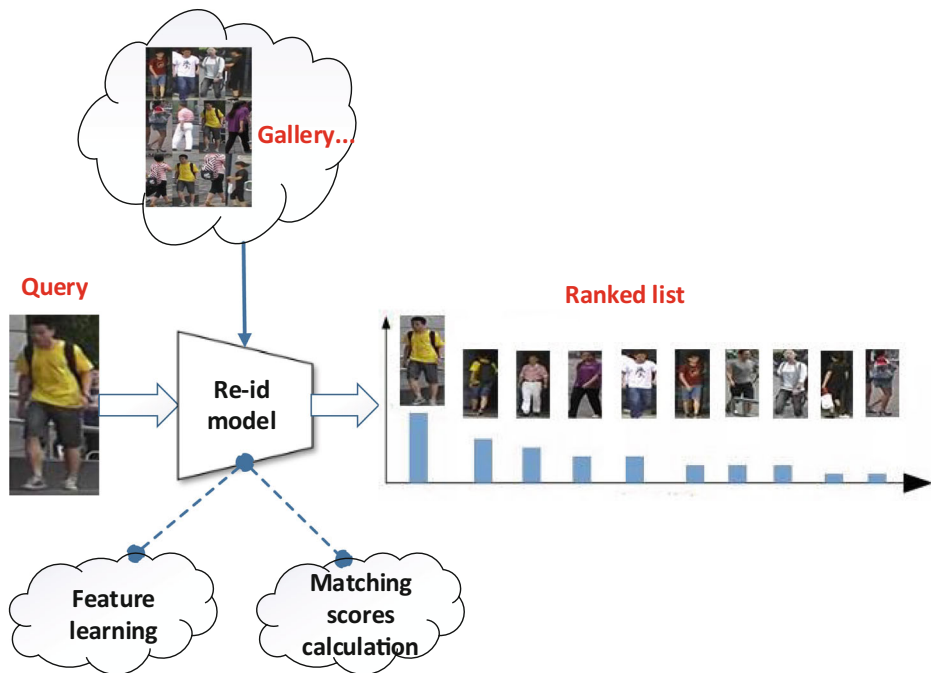 Gallery...
Query
Ranked list
Re-id
model
Feature
learning
Matching
scores
calculation